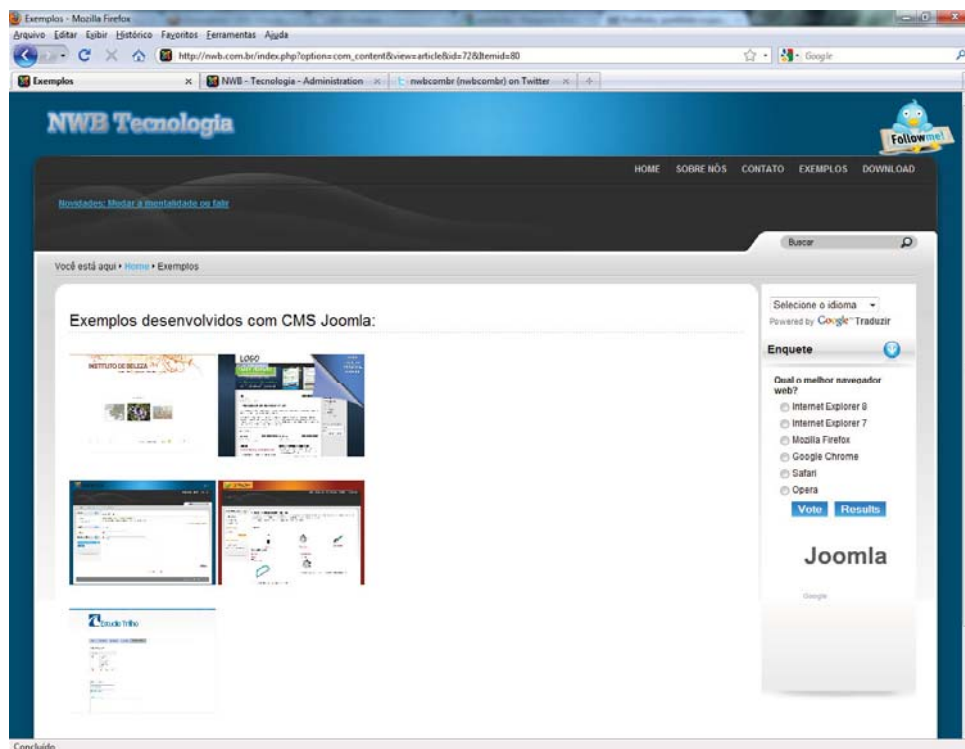 Exemplos - Mozilla Firefox
Arquivo Editar Exibir Histórico Favoritos Ferramentas Ajuda
http://nwb.com.br/index.php?option=com_content&view=article&id=72&Itemid=80
Google
Exemplos
NWB - Tecnologia - Administration
nwbcombr (nwbcombr) on Twitter
NWB Tecnologia
Followme!
HOME SOBRE NÓS CONTATO EXEMPLOS DOWNLOAD
Novidades: Mudar a mentalidade ou falir
Buscar
Você está aqui Home Exemplos
Exemplos desenvolvidos com CMS Joomla:
INSTITUTO DE BELEZA
LOGO
Estudio Trilho
Selecione o idioma
Powered by Google Traduzir
Enquete
Qual o melhor navegador
web?
Internet Explorer 8
Internet Explorer 7
Mozilla Firefox
Google Chrome
Safari
Opera
Vote Results
Joomla
Google
Concluído